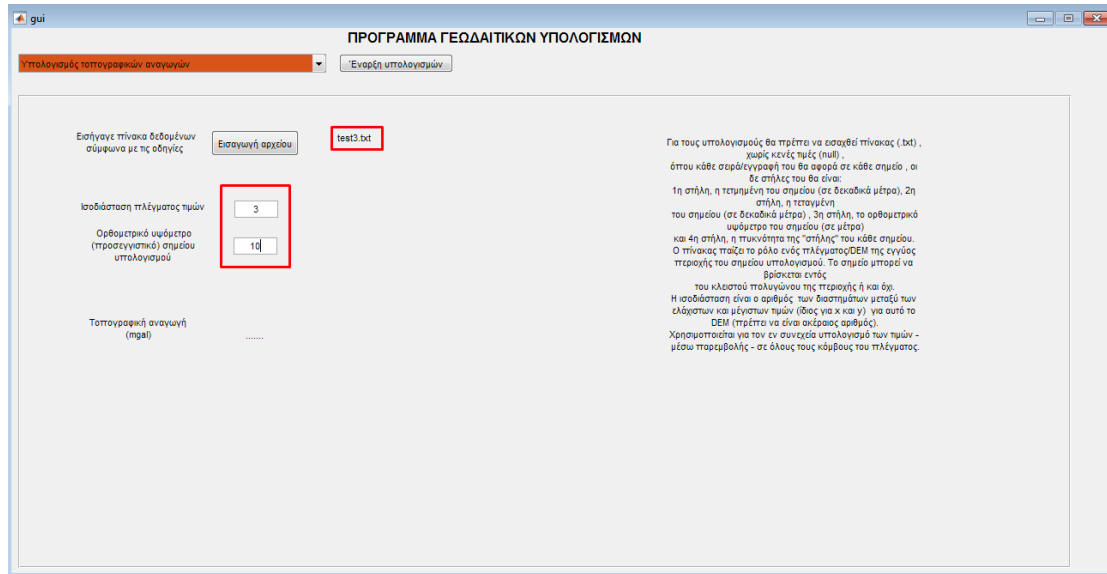 gui
ΠΡΟΓΡΑΜΜΑ ΓΕΩΔΑΙΤΙΚΩΝ ΥΠΟΛΟΓΙΣΜΩΝ
Υπολογισμός τοπογραφικών αναγωγών
Έναρξη υπολογισμών
Εισήγαγε πίνακα δεδομένων
σύμφωνα με τις οδηγίες
Εισαγωγή αρχείου
test3.txt
Ισοδιάσταση πλέγματος τιμών
3
Ορθομετρικό υψόμετρο
(προσεγγιστικό) σημείου
υπολογισμού
10
Τοπογραφική αναγωγή
(mgal)
.......
Για τους υπολογισμούς θα πρέπει να εισαχθεί πίνακας (.txt) ,
χωρίς κενές τιμές (null) ,
όπου κάθε σειρά/εγγραφή του θα αφορά σε κάθε σημείο , οι
δε στήλες του θα είναι:
1η στήλη, η τετμημένη του σημείου (σε δεκαδικά μέτρα), 2η
στήλη, η τεταγμένη
του σημείου (σε δεκαδικά μέτρα) , 3η στήλη, το ορθομετρικό
υψόμετρο του σημείου (σε μέτρα)
και 4η στήλη, η πυκνότητα της "στήλης" του κάθε σημείου.
Ο πίνακας παίζει το ρόλο ενός πλέγματος/DEM της εγγύος
περιοχής του σημείου υπολογισμού. Το σημείο μπορεί να
βρίσκεται εντός
του κλειστού πολυγώνου της περιοχής ή και όχι.
Η ισοδιάσταση είναι ο αριθμός των διαστημάτων μεταξύ των
ελάχιστων και μέγιστων τιμών (ίδιος για x και y) για αυτό το
DEM (πρέπει να είναι ακέραιος αριθμός).
Χρησιμοποιείται για τον εν συνεχεία υπολογισμό των τιμών -
μέσω παρεμβολής - σε όλους τους κόμβους του πλέγματος.